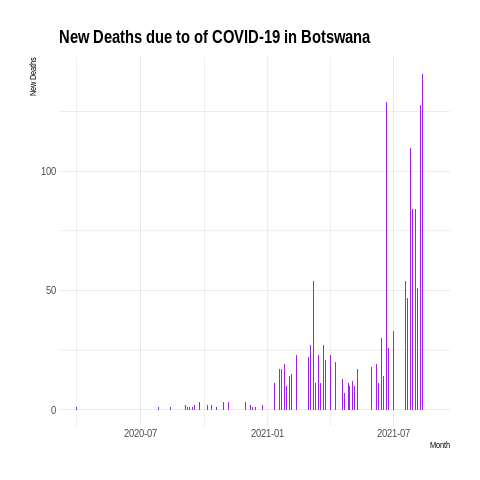 New Deaths due to of COVID-19 in Botswana
New Deaths
100
50
0
2020-07
2021-01
2021-07
Month